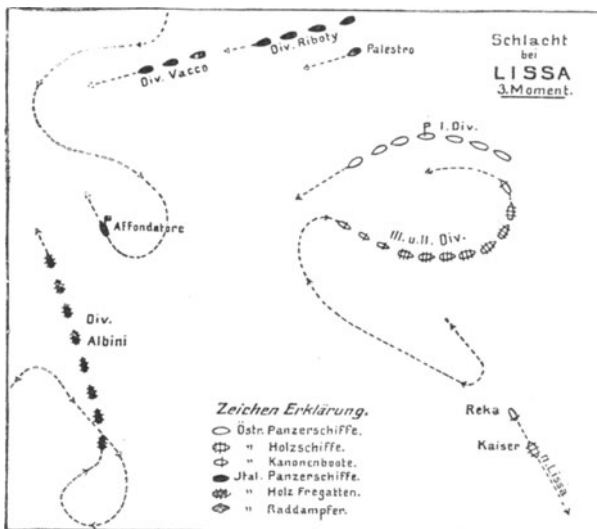 Schlacht
bei
LISSA
3. Moment.
Div. Vacco
Div. Riboty
Palestro
I. Div.
Affondatore
III. u. II. Div.
Div.
Albini
Reka
Kaiser
n. Lissa
Zeichen Erklärung.
Östr. Panzerschiffe.
" Holzschiffe.
" Kanonenboote.
Jtal. Panzerschiffe.
" Holz Fregatten.
" Raddampfer.